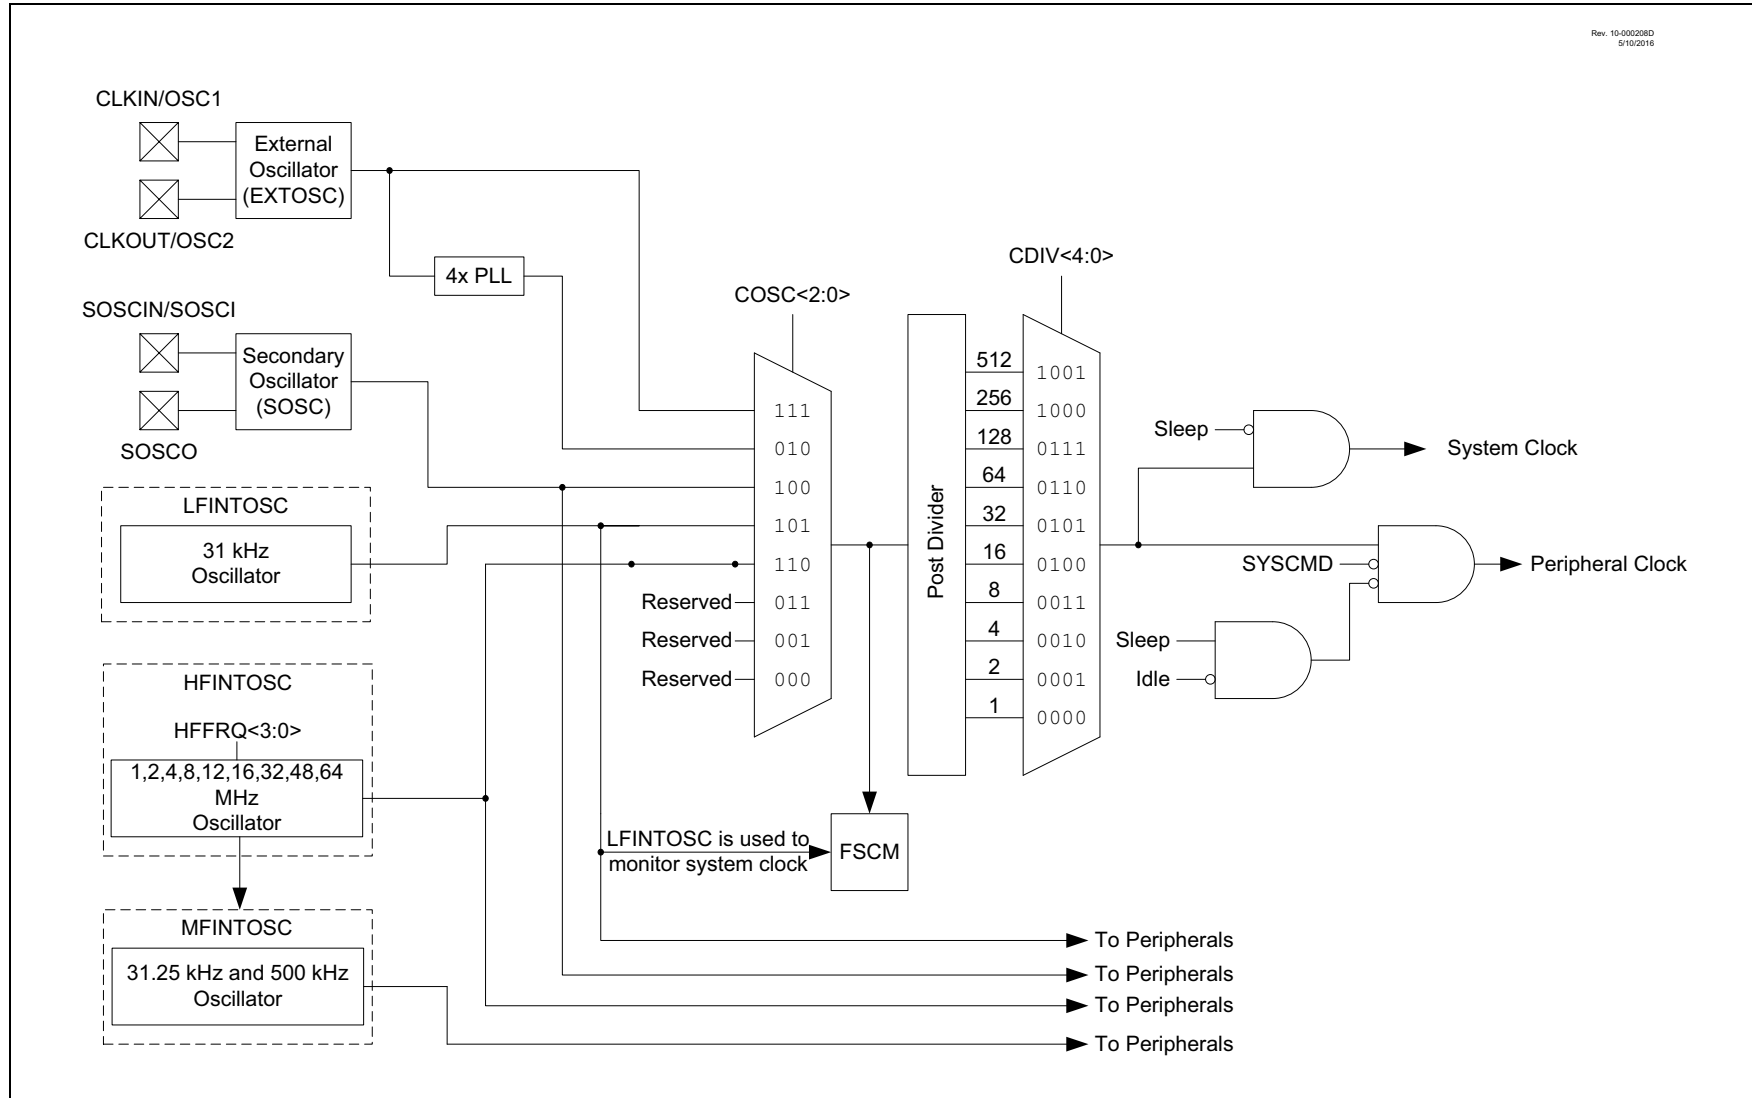 Rev. 10-000208D
5/10/2016
CLKIN/OSC1
External
Oscillator
(EXTOSC)
CLKOUT/OSC2
4x PLL
CDIV<4:0>
COSC<2:0>
SOSCIN/SOSCI
Secondary
Oscillator
(SOSC)
SOSCO
LFINTOSC
31 kHz
Oscillator
HFINTOSC
HFFRQ<3:0>
1,2,4,8,12,16,32,48,64
MHz
Oscillator
MFINTOSC
31.25 kHz and 500 kHz
Oscillator
111
010
100
101
110
Reserved 011
Reserved 001
Reserved 000
Post Divider
512 1001
256 1000
128 0111
64 0110
32 0101
16 0100
8 0011
4 0010
2 0001
1 0000
Sleep
System Clock
SYSCMD
Peripheral Clock
Sleep
Idle
LFINTOSC is used to
monitor system clock
FSCM
To Peripherals
To Peripherals
To Peripherals
To Peripherals